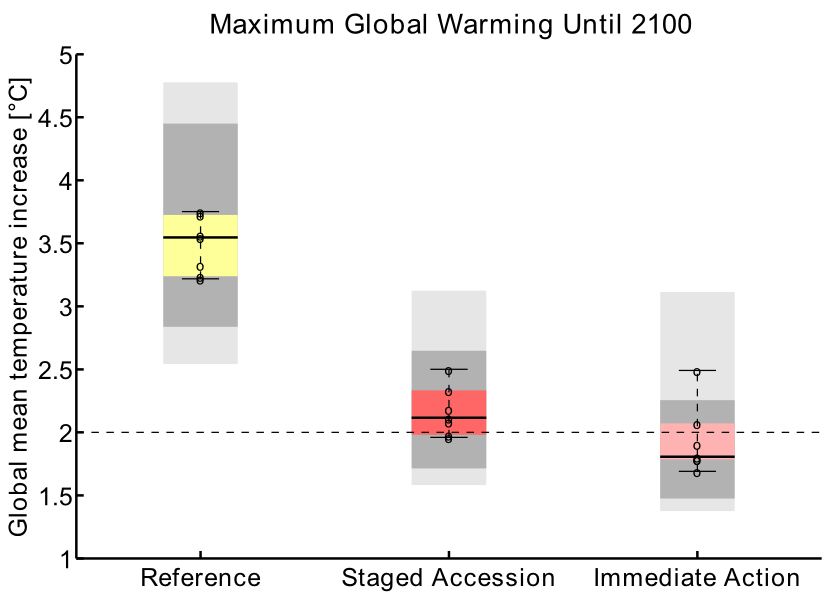 Maximum Global Warming Until 2100
Global mean temperature increase [°C]
5
4.5
4
3.5
3
2.5
2
1.5
1
Reference
Staged Accession
Immediate Action